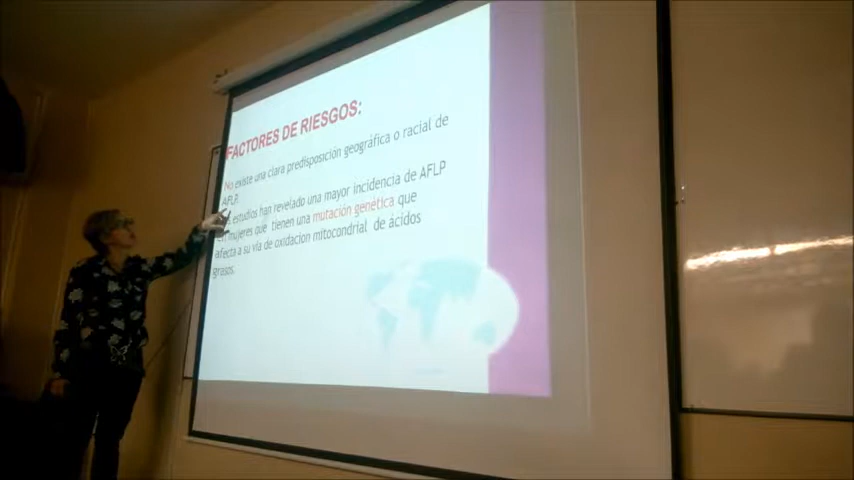 FACTORES DE RIESGOS:
No existe una clara predisposición geográfica o racial de
AFLP.
estudios han revelado una mayor incidencia de AFLP
en mujeres que tienen una mutación genética que
afecta a su vía de oxidación mitocondrial de ácidos
grasos.